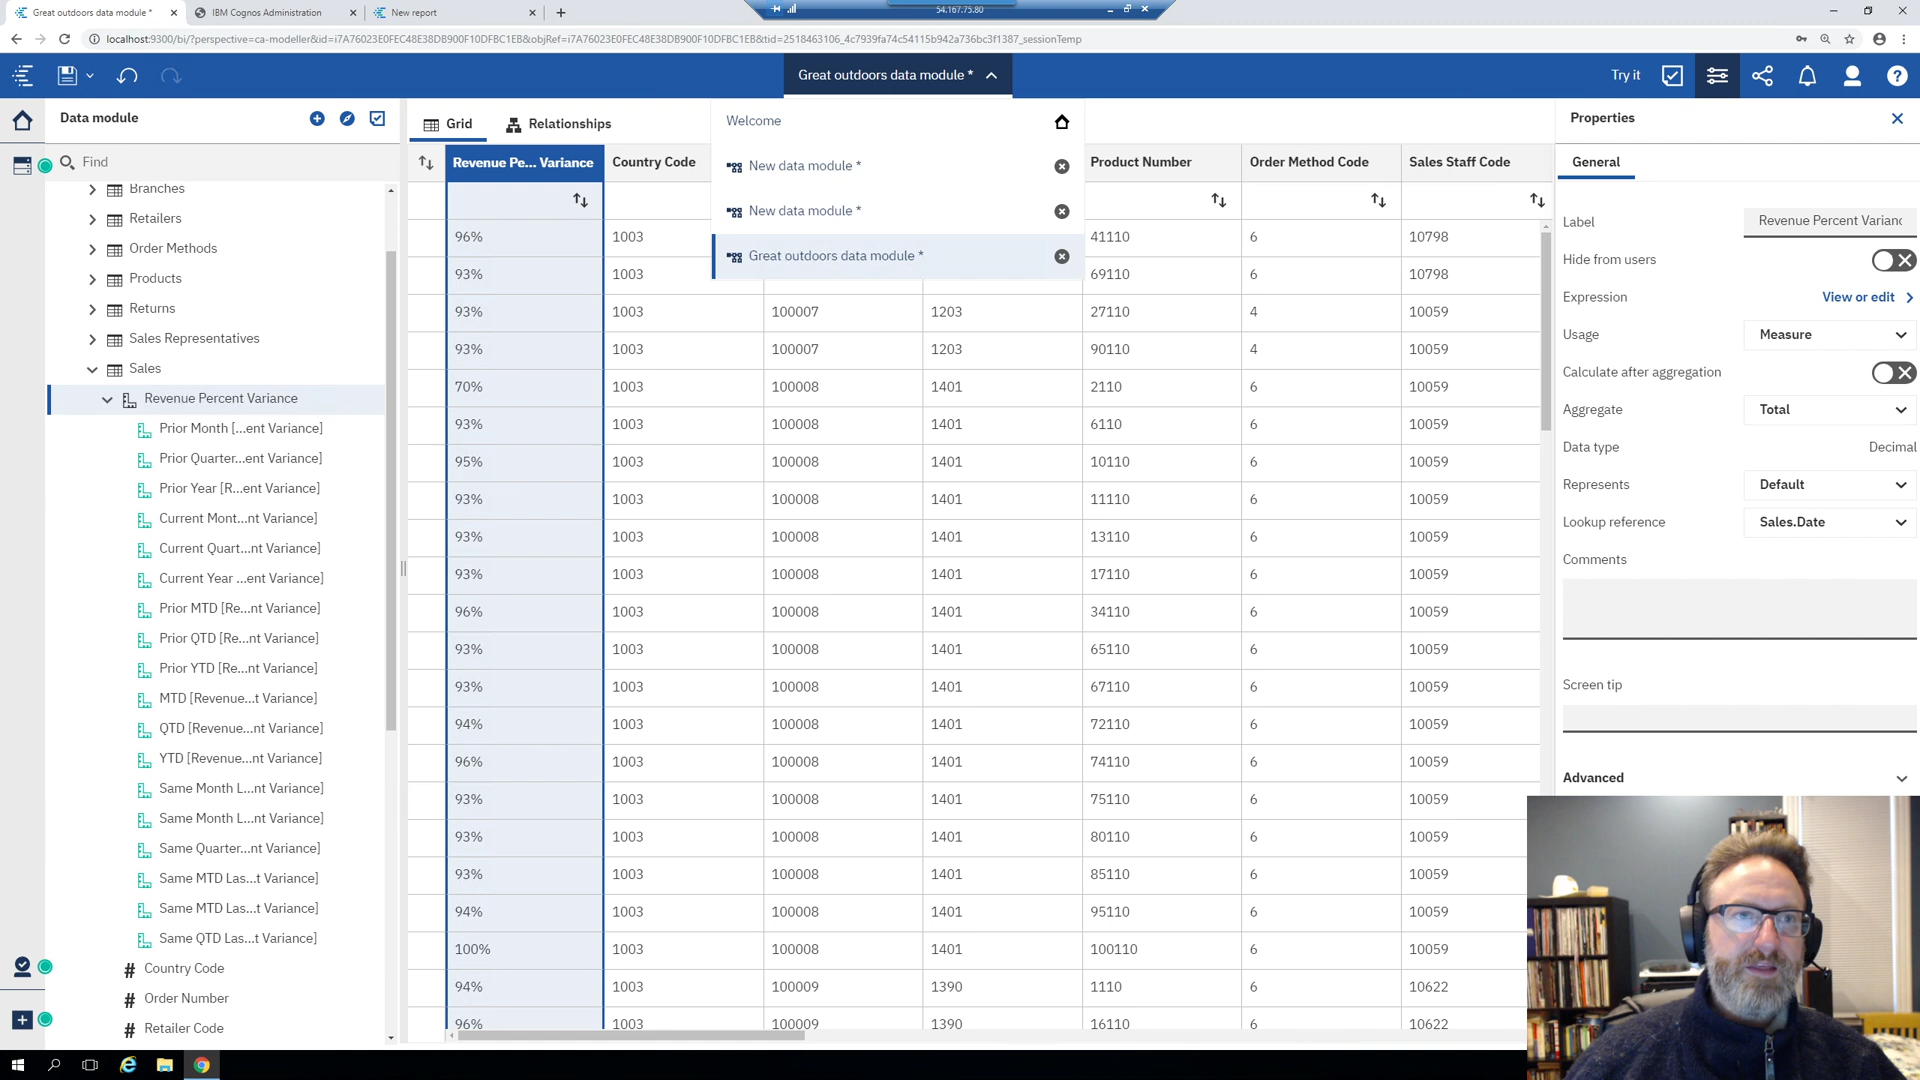 Great outdoors data module *
IBM Cognos Administration
New report
54.167.75.80
localhost:9300/bi/?perspective=ca-modeller&id=i7A76023E0FEC48E38DB900F10DFBC1EB&objRef=i7A76023E0FEC48E38DB900F10DFBC1EB&tid=2518463106_4c7939fa74c54115b942a736bc3f1387_sessionTemp
Great outdoors data module *
Try it
Data module
Find
Branches
Retailers
Order Methods
Products
Returns
Sales Representatives
Sales
Revenue Percent Variance
Prior Month [...ent Variance]
Prior Quarter...ent Variance]
Prior Year [R...ent Variance]
Current Mont...nt Variance]
Current Quart...nt Variance]
Current Year ...ent Variance]
Prior MTD [Re...nt Variance]
Prior QTD [Re...nt Variance]
Prior YTD [Re...nt Variance]
MTD [Revenue...t Variance]
QTD [Revenue...t Variance]
YTD [Revenue...t Variance]
Same Month L...nt Variance]
Same Month L...nt Variance]
Same Quarter...nt Variance]
Same MTD Las...t Variance]
Same MTD Las...t Variance]
Same QTD Las...t Variance]
# Country Code
# Order Number
# Retailer Code
Grid
Relationships
Welcome
New data module *
New data module *
Great outdoors data module *
Revenue Pe... Variance Country Code Product Number Order Method Code Sales Staff Code
96% 1003 41110 6 10798
93% 1003 69110 6 10798
93% 1003 100007 1203 27110 4 10059
93% 1003 100007 1203 90110 4 10059
70% 1003 100008 1401 2110 6 10059
93% 1003 100008 1401 6110 6 10059
95% 1003 100008 1401 10110 6 10059
93% 1003 100008 1401 11110 6 10059
93% 1003 100008 1401 13110 6 10059
93% 1003 100008 1401 17110 6 10059
96% 1003 100008 1401 34110 6 10059
93% 1003 100008 1401 65110 6 10059
93% 1003 100008 1401 67110 6 10059
94% 1003 100008 1401 72110 6 10059
96% 1003 100008 1401 74110 6 10059
93% 1003 100008 1401 75110 6 10059
93% 1003 100008 1401 80110 6 10059
93% 1003 100008 1401 85110 6 10059
94% 1003 100008 1401 95110 6 10059
100% 1003 100008 1401 100110 6 10059
94% 1003 100009 1390 1110 6 10622
96% 1003 100009 1390 16110 6 10622
Properties
General
Label Revenue Percent Varianc
Hide from users
Expression View or edit
Usage Measure
Calculate after aggregation
Aggregate Total
Data type Decimal
Represents Default
Lookup reference Sales.Date
Comments
Screen tip
Advanced